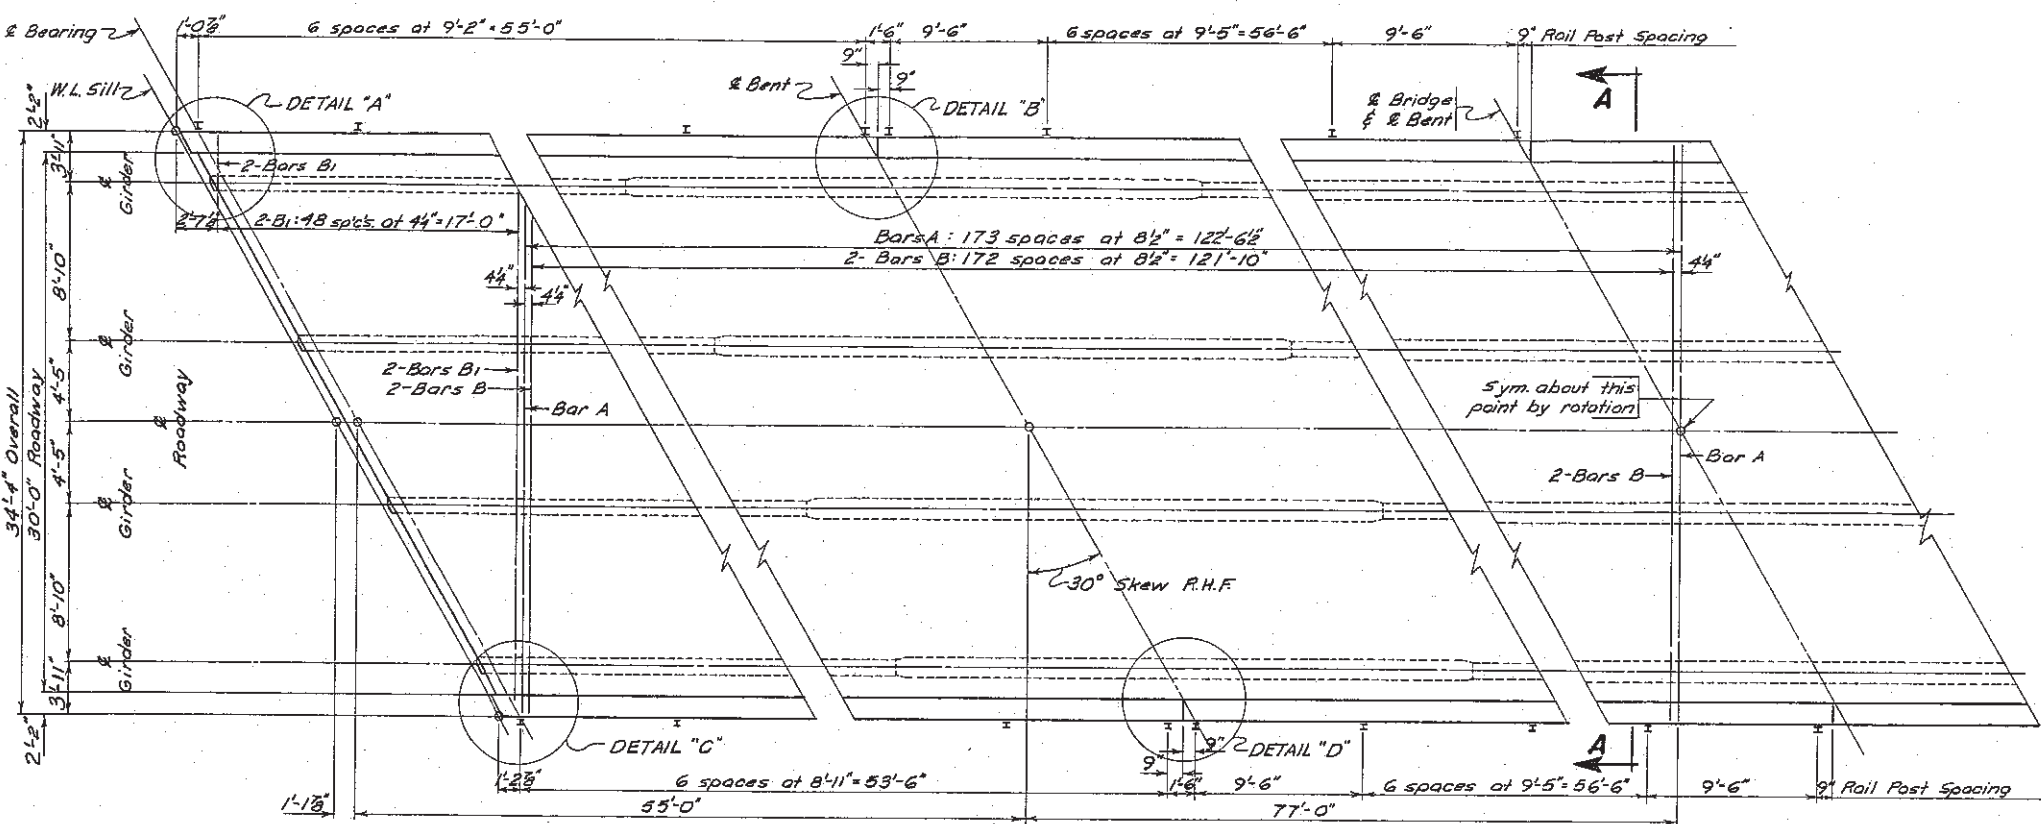 1'-0⅞"
6 spaces at 9'-2" = 55'-0"
1'-6"
9'-6"
6 spaces at 9'-5" = 56'-6"
9'-6"
9" Rail Post Spacing
℄ Bearing
9"
9"
W.L. Sill
℄ Bent
℄ Bridge
& ℄ Bent
A
DETAIL "A"
DETAIL "B"
2'-2"
3'-11"
2-Bars B₁
℄
Girder
2'-7⅛"
2-B₁: 48 spcs. at 4¼" = 17'-0"
Bars A : 173 spaces at 8½" = 122'-6½"
2- Bars B: 172 spaces at 8½" = 121'-10"
4¼"
4¼"
4¼"
8'-10"
℄
Girder
34'-4" Overall
30'-0" Roadway
4'-5"
2-Bars B₁
2-Bars B
Bar A
Sym. about this
point by rotation
℄
Roadway
4'-5"
Bar A
2-Bars B
℄
Girder
8'-10"
30° Skew R.H.F.
℄
Girder
3'-11"
2'-2"
DETAIL "C"
DETAIL "D"
9"
9"
A
1'-2⅞"
6 spaces at 8'-11" = 53'-6"
1'-6"
9'-6"
6 spaces at 9'-5" = 56'-6"
9'-6"
9" Rail Post Spacing
1'-1⅞"
55'-0"
77'-0"